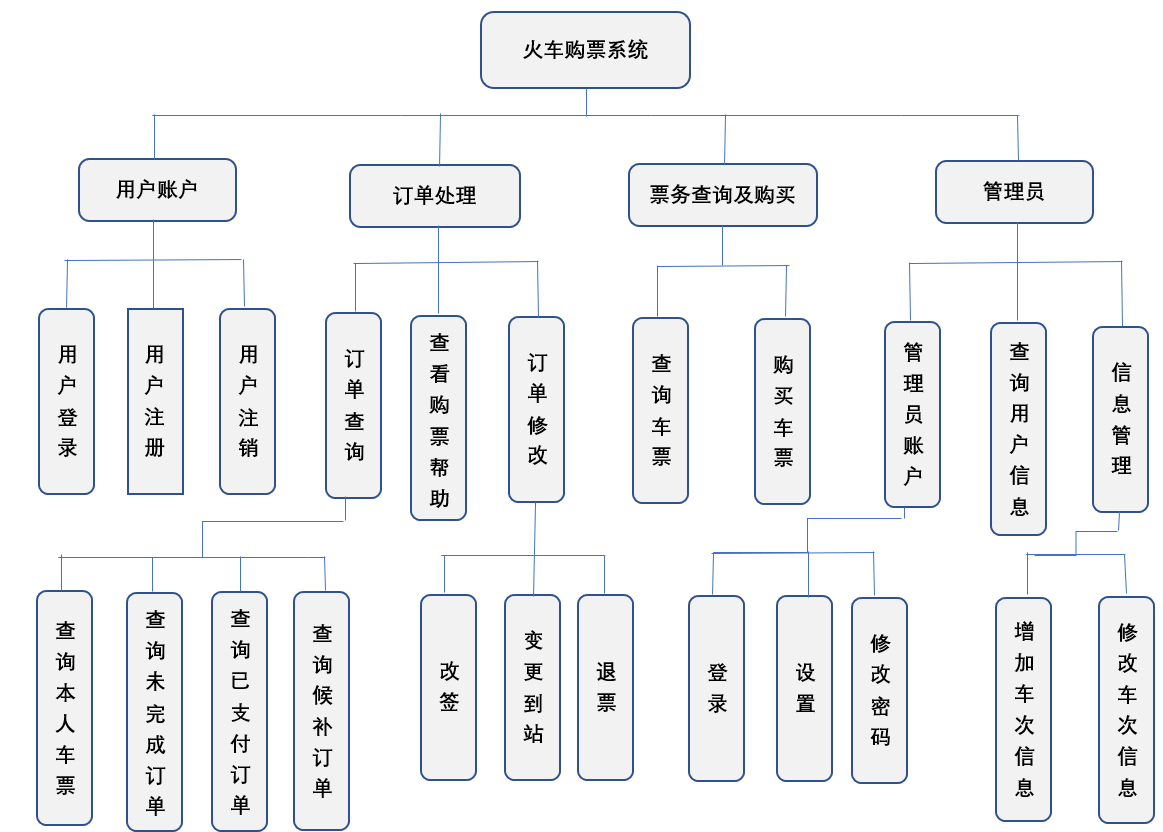 火车购票系统
用户账户
订单处理
票务查询及购买
管理员
用户登录
用户注册
用户注销
订单查询
查看购票帮助
订单修改
查询车票
购买车票
管理员账户
查询用户信息
信息管理
查询本人车票
查询未完成订单
查询已支付订单
查询候补订单
改签
变更到站
退票
登录
设置
修改密码
增加车次信息
修改车次信息